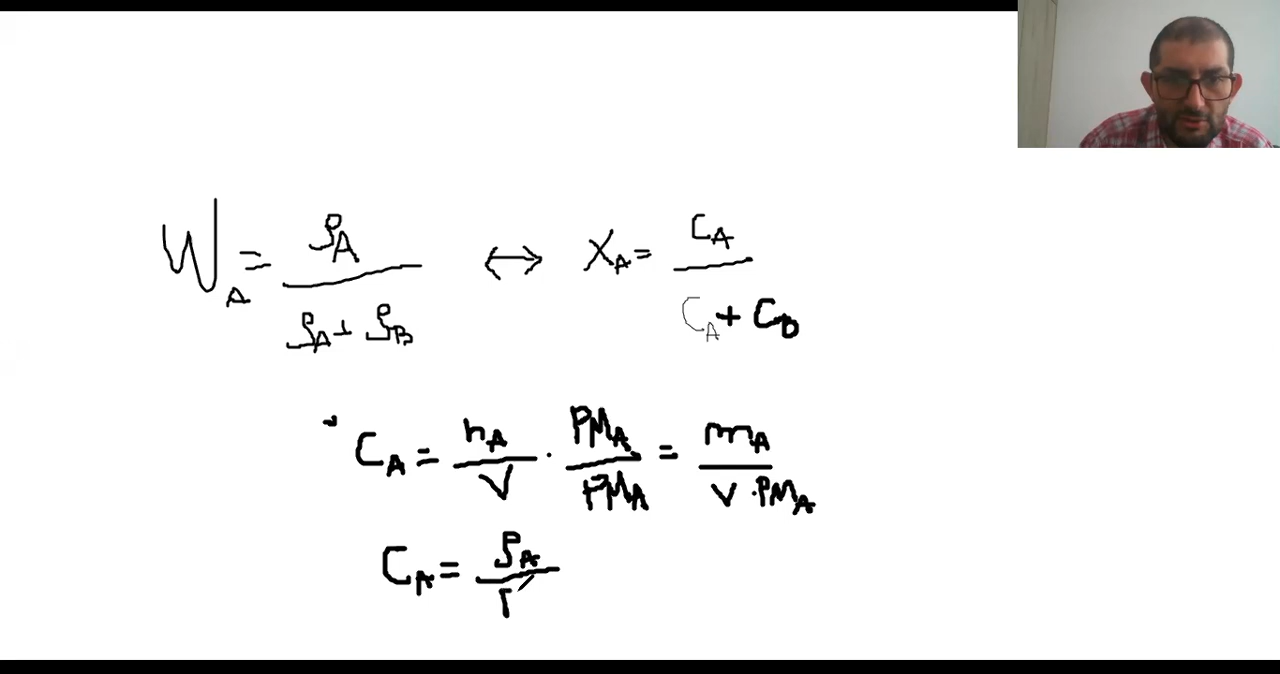 W_A = ρ_A / (ρ_A + ρ_B) ↔ X_A = C_A / (C_A + C_B)
C_A = n_A / V · PM_A / PM_A = m_A / (V · PM_A)
C_A = ρ_A / P